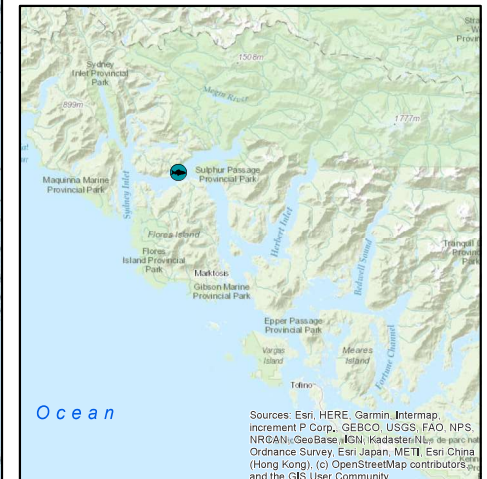 Stra
- W
Provin
1508m
Sydney
Inlet Provincial
Park
Megin River
899m
1777m
Sulphur Passage
Provincial Park
Maquinna Marine
Provincial Park
Sydney Inlet
Herbert Inlet
Flores Island
Flores
Island Provincial
Park
Bedwell Sound
Tranquil
Provin
Marktosis
Gibson Marine
Provincial Park
Epper Passage
Provincial Park
Vargas
Island
Meares
Island
Fortune Channel
Tofino
Ocean
Sources: Esri, HERE, Garmin, Intermap,
increment P Corp., GEBCO, USGS, FAO, NPS,
NRCAN, GeoBase, IGN, Kadaster NL,
Ordnance Survey, Esri Japan, METI, Esri China
(Hong Kong), (c) OpenStreetMap contributors,
and the GIS User Community